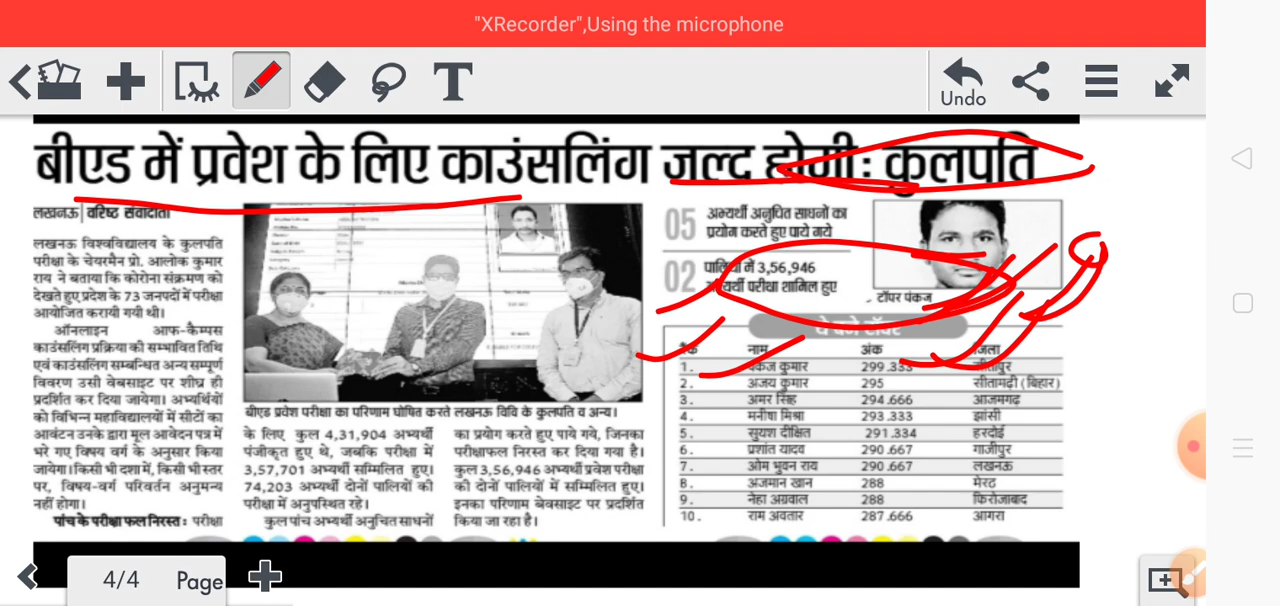 "XRecorder",Using the microphone
Undo
बीएड में प्रवेश के लिए काउंसलिंग जल्द होगी: कुलपति
लखनऊ | वरिष्ठ संवाददाता
लखनऊ विश्वविद्यालय के कुलपति
परीक्षा के चेयरमैन प्रो. आलोक कुमार
राय ने बताया कि कोरोना संक्रमण को
देखते हुए प्रदेश के 73 जनपदों में परीक्षा
आयोजित करायी गयी थी।
ऑनलाइन आफ-कैम्पस
काउंसलिंग प्रक्रिया की सम्भावित तिथि
एवं काउंसलिंग सम्बन्धित अन्य सम्पूर्ण
विवरण उसी वेबसाइट पर शीघ्र ही
प्रदर्शित कर दिया जायेगा। अभ्यर्थियों
को विभिन्न महाविद्यालयों में सीटों का
आवंटन उनके द्वारा मूल आवेदन पत्र में
भरे गए विषय वर्ग के अनुसार किया
जायेगा। किसी भी दशा में, किसी भी स्तर
पर, विषय-वर्ग परिवर्तन अनुमन्य
नहीं होगा।
पांच के परीक्षाफल निरस्त: परीक्षा
बीएड प्रवेश परीक्षा का परिणाम घोषित करते लखनऊ विवि के कुलपति व अन्य।
के लिए कुल 4,31,904 अभ्यर्थी
पंजीकृत हुए थे, जबकि परीक्षा में
3,57,701 अभ्यर्थी सम्मिलित हुए।
74,203 अभ्यर्थी दोनों पालियों की
परीक्षा में अनुपस्थित रहे।
कुल पांच अभ्यर्थी अनुचित साधनों
का प्रयोग करते हुए पाये गये, जिनका
परीक्षाफल निरस्त कर दिया गया है।
कुल 3,56,946 अभ्यर्थी प्रवेश परीक्षा
की दोनों पालियों में सम्मिलित हुए।
इनका परिणाम बेवसाइट पर प्रदर्शित
किया जा रहा है।
05 अभ्यर्थी अनुचित साधनों का
प्रयोग करते हुए पाये गये
02 पालियों में 3,56,946
अभ्यर्थी परीक्षा शामिल हुए
टॉपर पंकज
ये बने टॉपर
रैंक नाम अंक जिला
1. पंकज कुमार 299.333 सीतापुर
2. अजय कुमार 295 सीतामढ़ी (बिहार)
3. अमर सिंह 294.666 आजमगढ़
4. मनीषा मिश्रा 293.333 झांसी
5. सुयश दीक्षित 291.334 हरदोई
6. प्रशांत यादव 290.667 गाजीपुर
7. ओम भुवन राय 290.667 लखनऊ
8. अजमान खान 288 मेरठ
9. नेहा अग्रवाल 288 फिरोजाबाद
10. राम अवतार 287.666 आगरा
4/4 Page